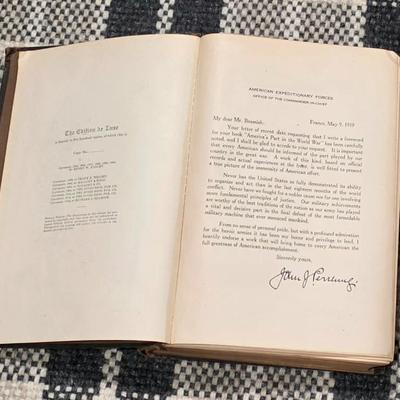 The Edition de Luxe
Copy No.
AMERICAN EXPEDITIONARY FORCES
OFFICE OF THE COMMANDER-IN-CHIEF
France, May 9, 1919
My dear Mr. Beamish:
Your letter of recent date requesting that I write a foreword
for your book "America's Part in the World War" has been carefully
noted, and I shall be glad to accede to your request. It is important
that every American should be informed of the part played by our
country in the great war. A work of this kind, based on official
records and actual experiences at the front, is well fitted to present
a true picture of the immensity of American effort.
Never has the United States so fully demonstrated its ability
to organize and act than in the last eighteen months of the world
war. Never have we fought for a nobler cause nor for one involving
more fundamental principles of justice. Our military achievements
are worthy of the best traditions of the nation as our army has played
a vital and decisive part in the final defeat of the most formidable
military machine that ever menaced mankind.
From no sense of personal pride, but with a profound admiration
for the heroic armies it has been my honor and privilege to lead, I
heartily endorse a work that will bring home to every American the
full greatness of American accomplishment.
Sincerely yours,
John J. Pershing